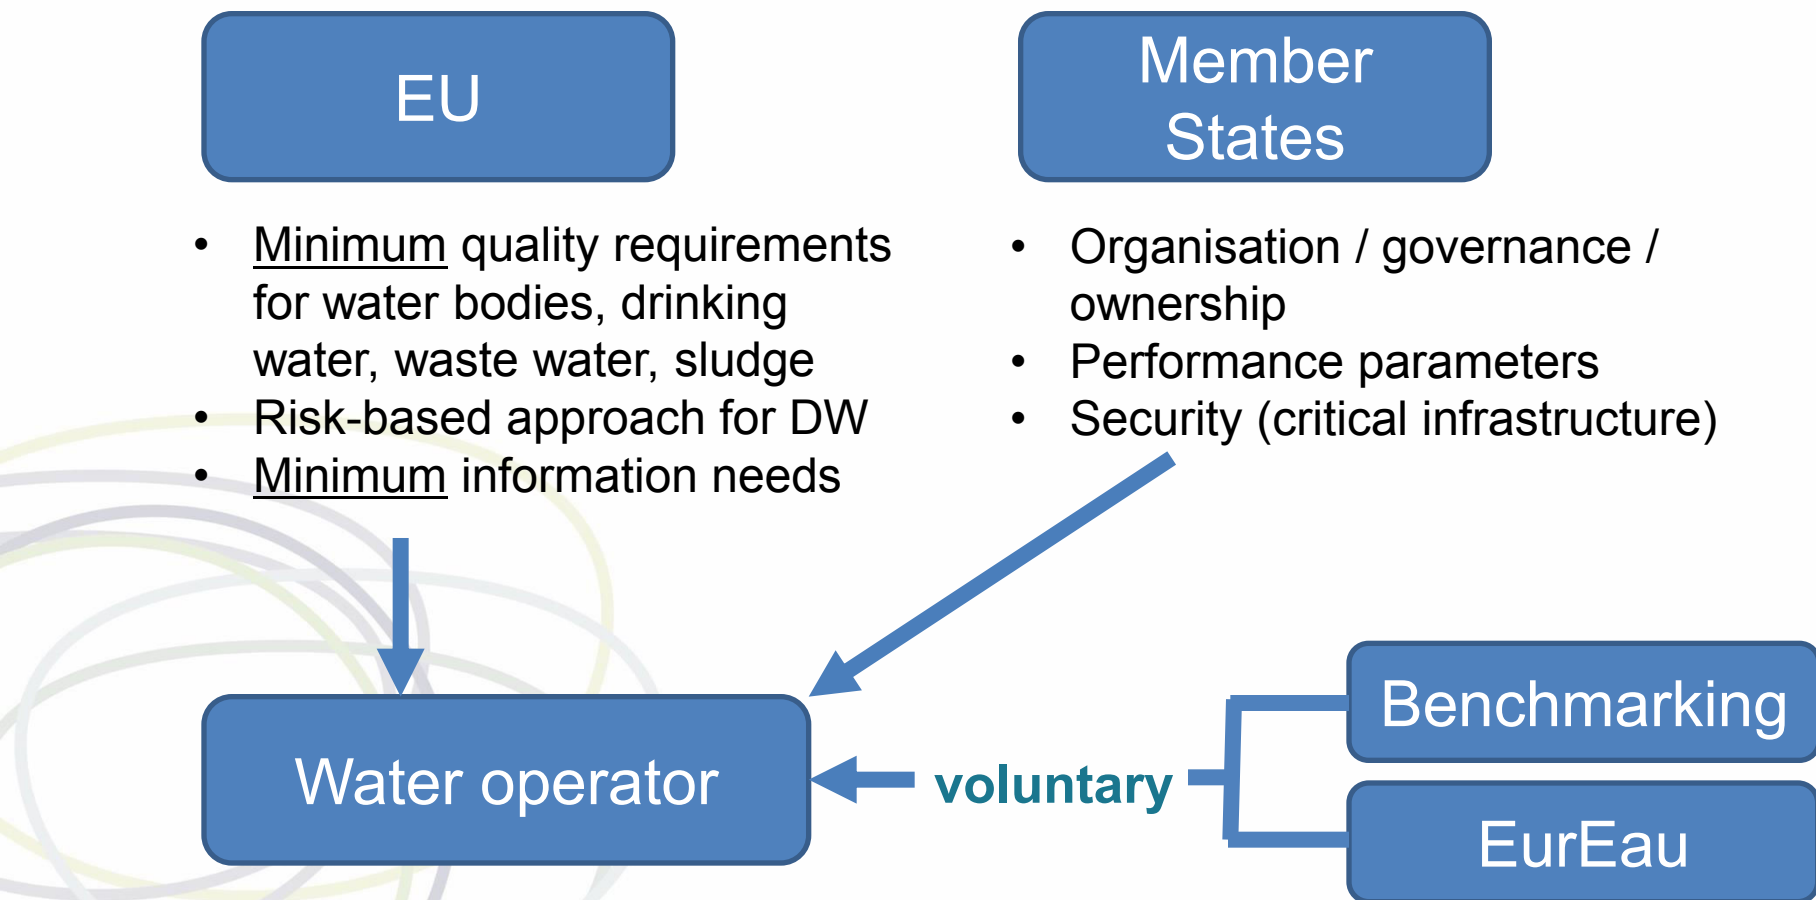 EU
• Minimum quality requirements
for water bodies, drinking
water, waste water, sludge
• Risk-based approach for DW
• Minimum information needs
Member
States
• Organisation / governance /
ownership
• Performance parameters
• Security (critical infrastructure)
Water operator
voluntary
Benchmarking
EurEau